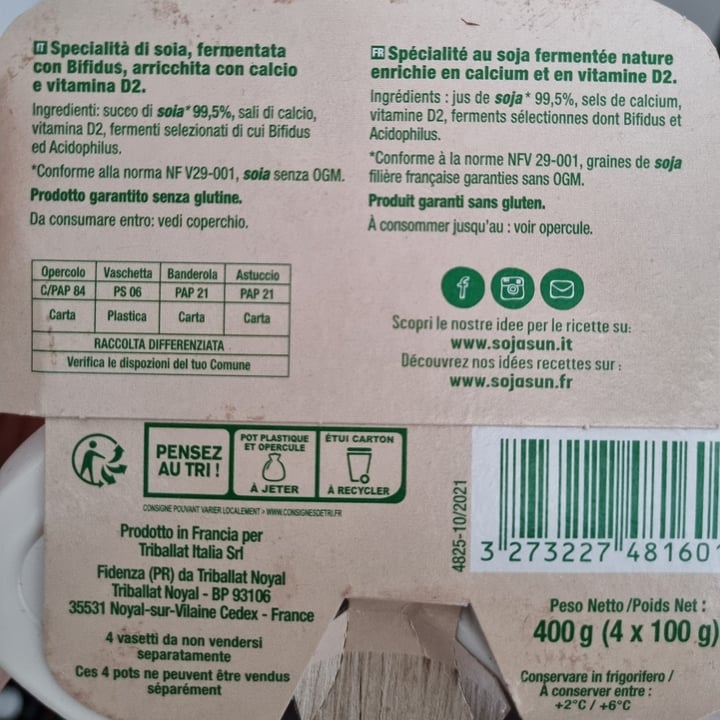 IT Specialità di soia, fermentata
con Bifidus, arricchita con calcio
e vitamina D2.
Ingredienti: succo di soia* 99,5%, sali di calcio,
vitamina D2, fermenti selezionati di cui Bifidus
ed Acidophilus.
*Conforme alla norma NF V29-001, soia senza OGM.
Prodotto garantito senza glutine.
Da consumare entro: vedi coperchio.
FR Spécialité au soja fermentée nature
enrichie en calcium et en vitamine D2.
Ingrédients : jus de soja* 99,5%, sels de calcium,
vitamine D2, ferments sélectionnes dont Bifidus et
Acidophilus.
*Conforme à la norme NFV 29-001, graines de soja
filière française garanties sans OGM.
Produit garanti sans gluten.
À consommer jusqu'au : voir opercule.
Opercolo Vaschetta Banderola Astuccio
C/PAP 84 PS 06 PAP 21 PAP 21
Carta Plastica Carta Carta
RACCOLTA DIFFERENZIATA
Verifica le dispozioni del tuo Comune
f
Scopri le nostre idee per le ricette su:
www.sojasun.it
Découvrez nos idées recettes sur :
www.sojasun.fr
PENSEZ
AU TRI !
POT PLASTIQUE
ET OPERCULE
À JETER
ÉTUI CARTON
À RECYCLER
CONSIGNE POUVANT VARIER LOCALEMENT > WWW.CONSIGNESDETRI.FR
Prodotto in Francia per
Triballat Italia Srl
Fidenza (PR) da Triballat Noyal
Triballat Noyal - BP 93106
35531 Noyal-sur-Vilaine Cedex - France
4 vasetti da non vendersi
separatamente
Ces 4 pots ne peuvent être vendus
séparément
4825-10/2021
3 273227 48160
Peso Netto /Poids Net :
400 g (4 x 100 g)
Conservare in frigorifero /
À conserver entre :
+2°C / +6°C